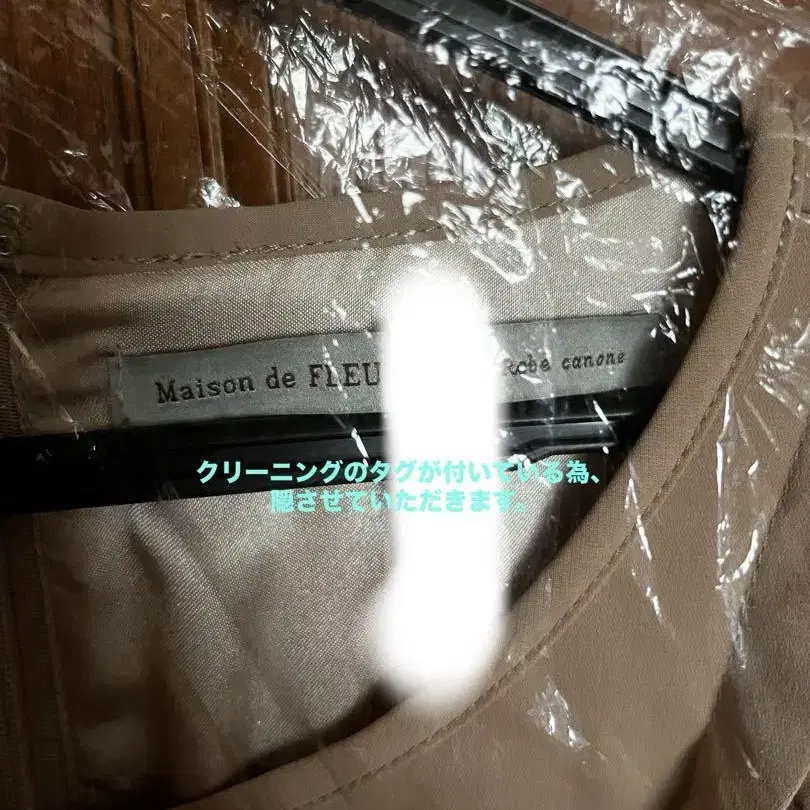 Maison de FLEU Robe canone
クリーニングのタグが付いている為、
隠させていただきます。